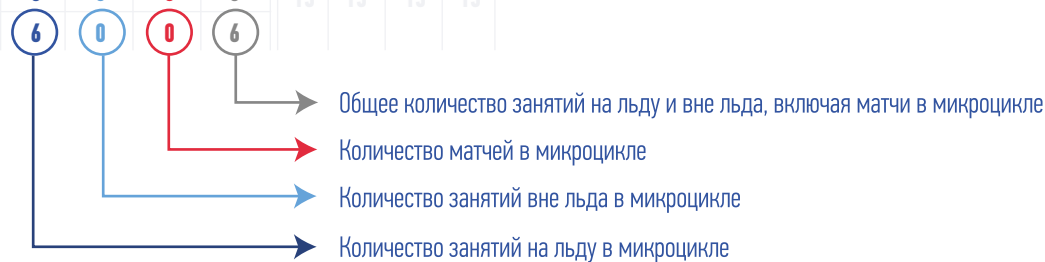 6 0 0 6
Общее количество занятий на льду и вне льда, включая матчи в микроцикле
Количество матчей в микроцикле
Количество занятий вне льда в микроцикле
Количество занятий на льду в микроцикле